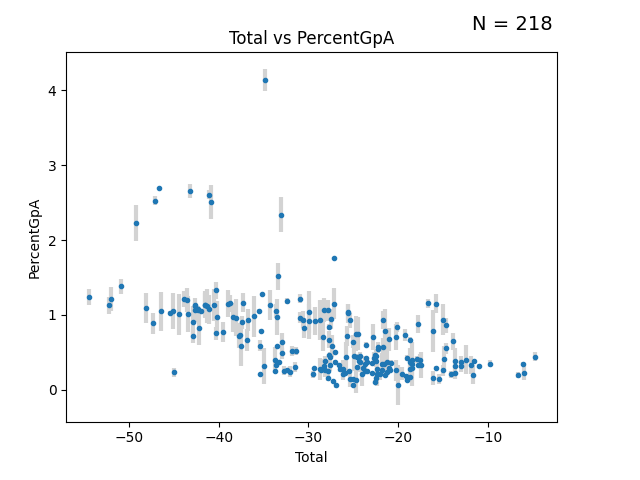 N = 218
Total vs PercentGpA
PercentGpA
4
3
2
1
0
−50 −40 −30 −20 −10
Total